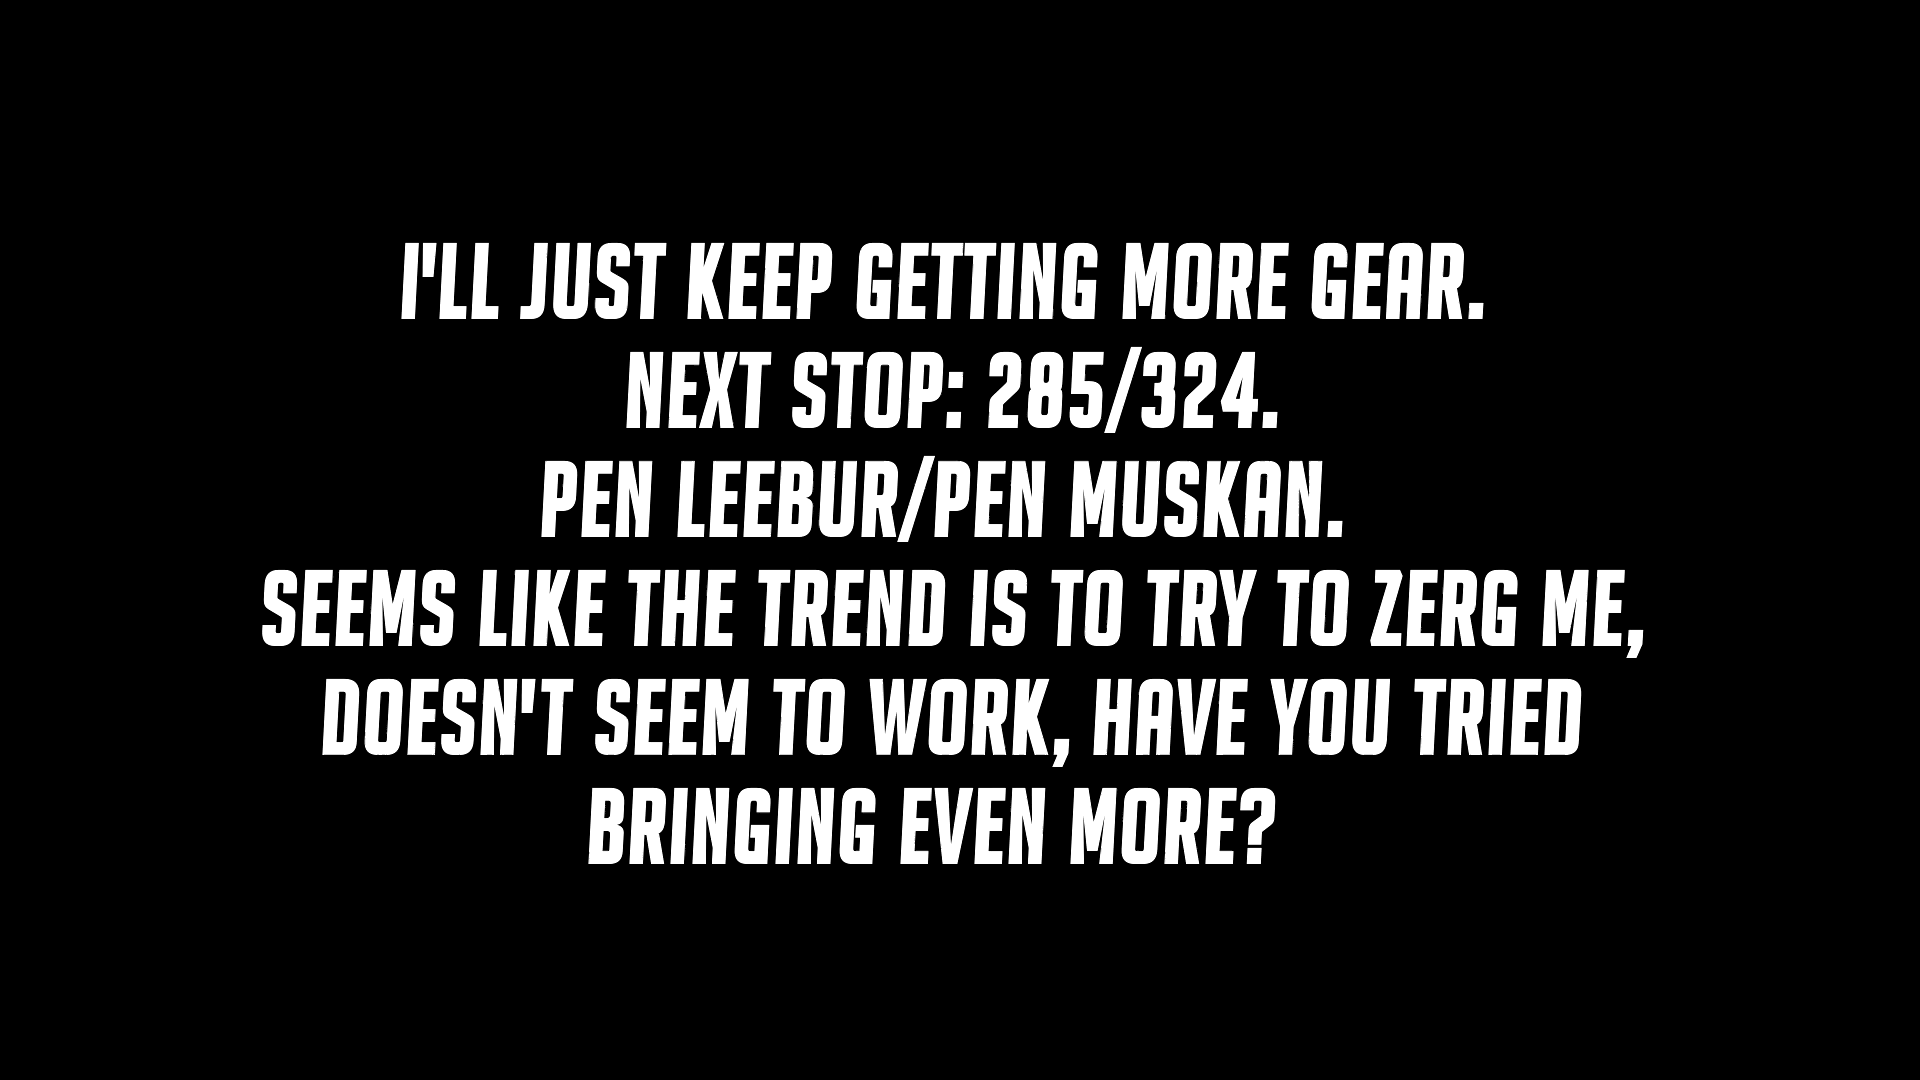 I'LL JUST KEEP GETTING MORE GEAR.
NEXT STOP: 285/324.
PEN LEEBUR/PEN MUSKAN.
SEEMS LIKE THE TREND IS TO TRY TO ZERG ME,
DOESN'T SEEM TO WORK, HAVE YOU TRIED
BRINGING EVEN MORE?